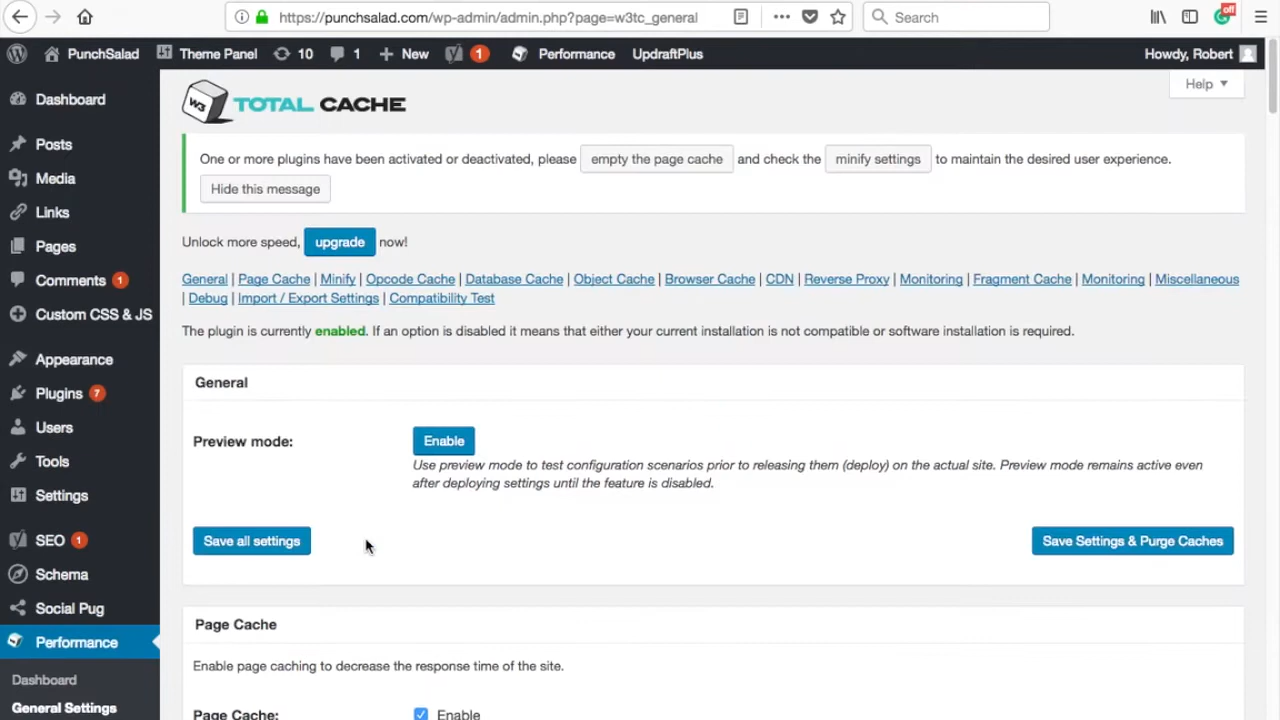 https://punchsalad.com/wp-admin/admin.php?page=w3tc_general
Search
off
PunchSalad Theme Panel 10 1 New 1 Performance UpdraftPlus Howdy, Robert
Help
Dashboard
Posts
Media
Links
Pages
Comments 1
Custom CSS & JS
Appearance
Plugins 7
Users
Tools
Settings
SEO 1
Schema
Social Pug
Performance
Dashboard
General Settings
W3 TOTAL CACHE
One or more plugins have been activated or deactivated, please empty the page cache and check the minify settings to maintain the desired user experience.
Hide this message
Unlock more speed, upgrade now!
General | Page Cache | Minify | Opcode Cache | Database Cache | Object Cache | Browser Cache | CDN | Reverse Proxy | Monitoring | Fragment Cache | Monitoring | Miscellaneous
| Debug | Import / Export Settings | Compatibility Test
The plugin is currently enabled. If an option is disabled it means that either your current installation is not compatible or software installation is required.
General
Preview mode: Enable
Use preview mode to test configuration scenarios prior to releasing them (deploy) on the actual site. Preview mode remains active even
after deploying settings until the feature is disabled.
Save all settings Save Settings & Purge Caches
Page Cache
Enable page caching to decrease the response time of the site.
Page Cache: Enable